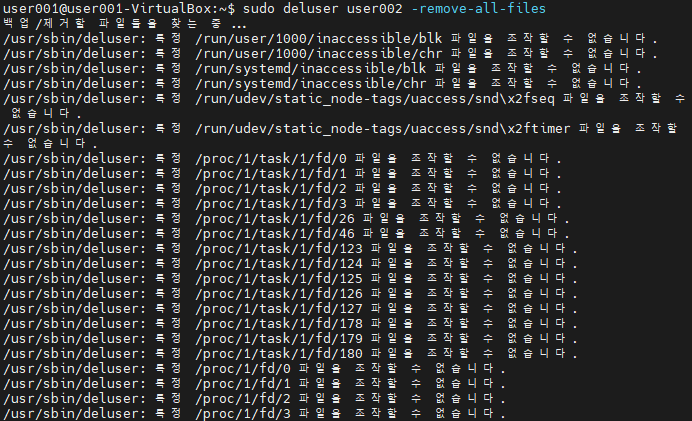 user001@user001-VirtualBox:~$ sudo deluser user002 -remove-all-files
백업/제거할 파일들을 찾는 중 ...
/usr/sbin/deluser: 특정 /run/user/1000/inaccessible/blk 파일을 조작할 수 없습니다.
/usr/sbin/deluser: 특정 /run/user/1000/inaccessible/chr 파일을 조작할 수 없습니다.
/usr/sbin/deluser: 특정 /run/systemd/inaccessible/blk 파일을 조작할 수 없습니다.
/usr/sbin/deluser: 특정 /run/systemd/inaccessible/chr 파일을 조작할 수 없습니다.
/usr/sbin/deluser: 특정 /run/udev/static_node-tags/uaccess/snd\x2fseq 파일을 조작할 수
없습니다.
/usr/sbin/deluser: 특정 /run/udev/static_node-tags/uaccess/snd\x2ftimer 파일을 조작할
수 없습니다.
/usr/sbin/deluser: 특정 /proc/1/task/1/fd/0 파일을 조작할 수 없습니다.
/usr/sbin/deluser: 특정 /proc/1/task/1/fd/1 파일을 조작할 수 없습니다.
/usr/sbin/deluser: 특정 /proc/1/task/1/fd/2 파일을 조작할 수 없습니다.
/usr/sbin/deluser: 특정 /proc/1/task/1/fd/3 파일을 조작할 수 없습니다.
/usr/sbin/deluser: 특정 /proc/1/task/1/fd/26 파일을 조작할 수 없습니다.
/usr/sbin/deluser: 특정 /proc/1/task/1/fd/46 파일을 조작할 수 없습니다.
/usr/sbin/deluser: 특정 /proc/1/task/1/fd/123 파일을 조작할 수 없습니다.
/usr/sbin/deluser: 특정 /proc/1/task/1/fd/124 파일을 조작할 수 없습니다.
/usr/sbin/deluser: 특정 /proc/1/task/1/fd/125 파일을 조작할 수 없습니다.
/usr/sbin/deluser: 특정 /proc/1/task/1/fd/126 파일을 조작할 수 없습니다.
/usr/sbin/deluser: 특정 /proc/1/task/1/fd/127 파일을 조작할 수 없습니다.
/usr/sbin/deluser: 특정 /proc/1/task/1/fd/178 파일을 조작할 수 없습니다.
/usr/sbin/deluser: 특정 /proc/1/task/1/fd/179 파일을 조작할 수 없습니다.
/usr/sbin/deluser: 특정 /proc/1/task/1/fd/180 파일을 조작할 수 없습니다.
/usr/sbin/deluser: 특정 /proc/1/fd/0 파일을 조작할 수 없습니다.
/usr/sbin/deluser: 특정 /proc/1/fd/1 파일을 조작할 수 없습니다.
/usr/sbin/deluser: 특정 /proc/1/fd/2 파일을 조작할 수 없습니다.
/usr/sbin/deluser: 특정 /proc/1/fd/3 파일을 조작할 수 없습니다.